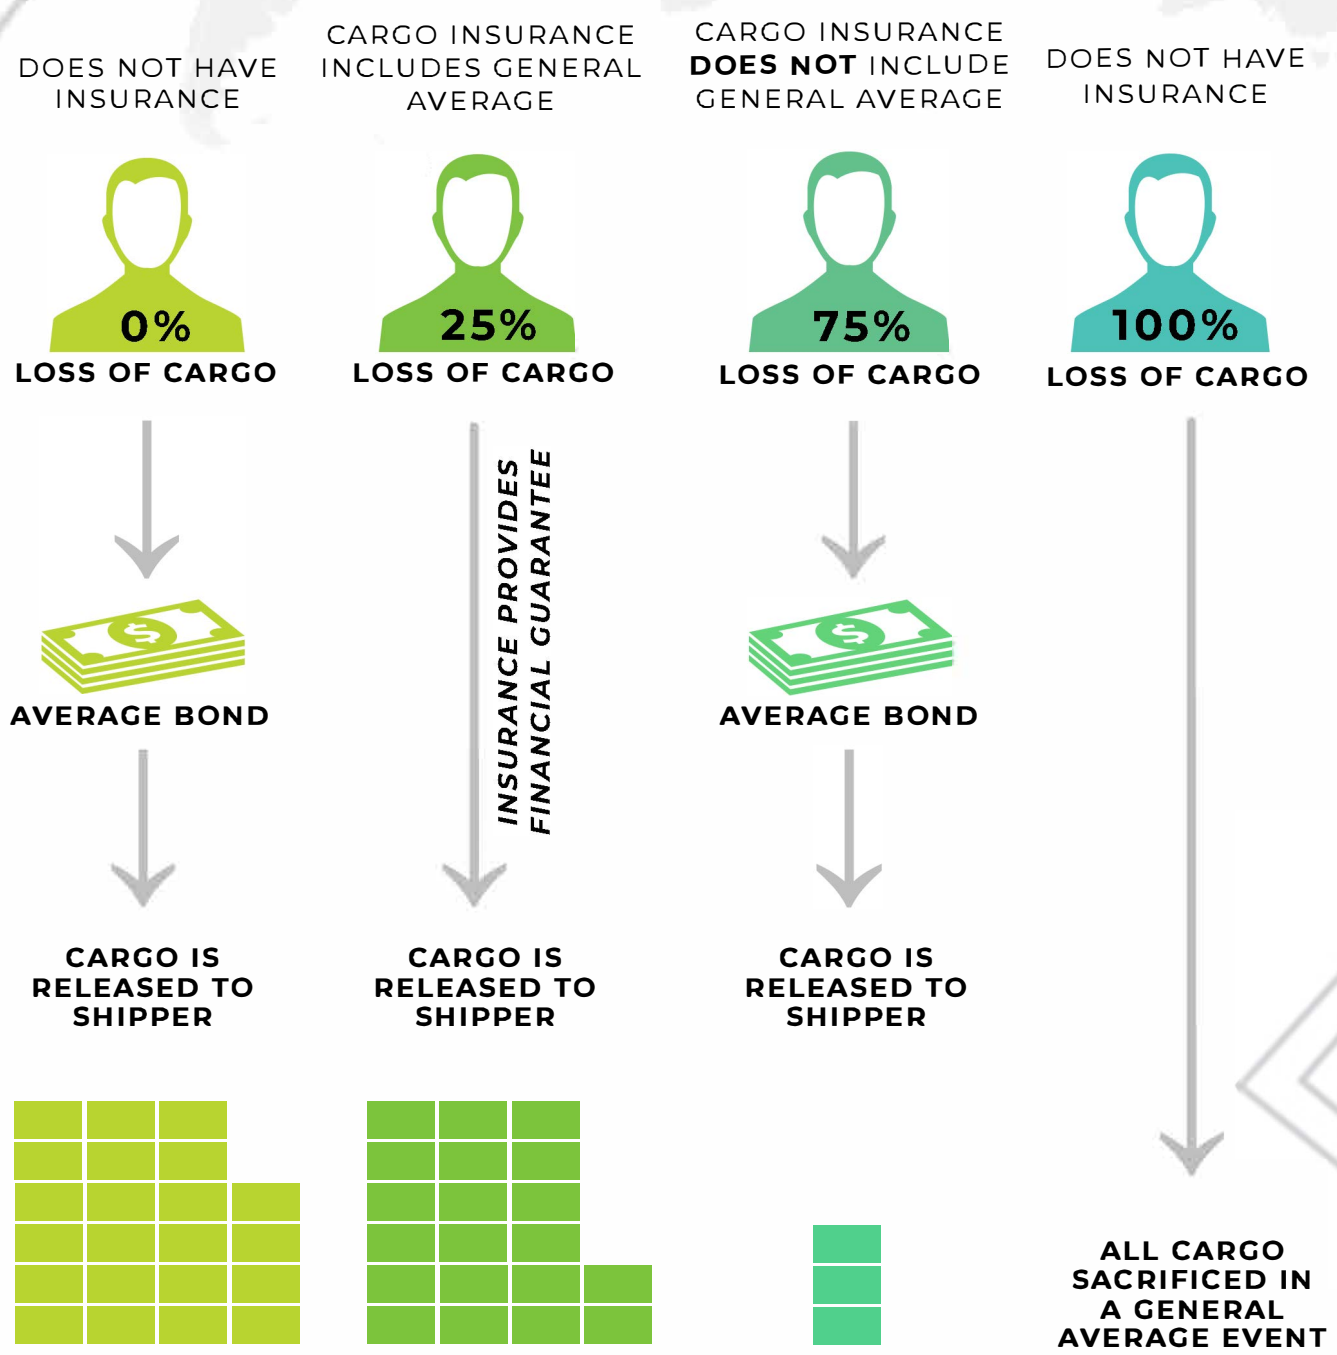 DOES NOT HAVE
INSURANCE
0%
LOSS OF CARGO
AVERAGE BOND
CARGO IS
RELEASED TO
SHIPPER
CARGO INSURANCE
INCLUDES GENERAL
AVERAGE
25%
LOSS OF CARGO
INSURANCE PROVIDES
FINANCIAL GUARANTEE
CARGO IS
RELEASED TO
SHIPPER
CARGO INSURANCE
DOES NOT INCLUDE
GENERAL AVERAGE
75%
LOSS OF CARGO
AVERAGE BOND
CARGO IS
RELEASED TO
SHIPPER
DOES NOT HAVE
INSURANCE
100%
LOSS OF CARGO
ALL CARGO
SACRIFICED IN
A GENERAL
AVERAGE EVENT